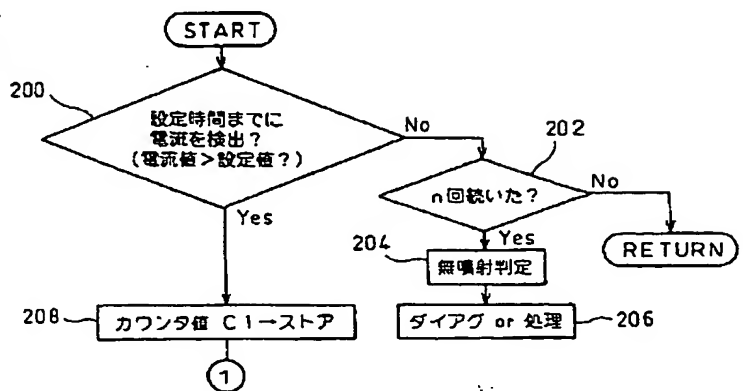 START
200
設定時間までに
電流を検出?
(電流値>設定値?)
No
202
n回続いた?
No
Yes
Yes
204
RETURN
無噴射判定
208
カウンタ値 C1→ストア
ダイアグ or 処理
206
1